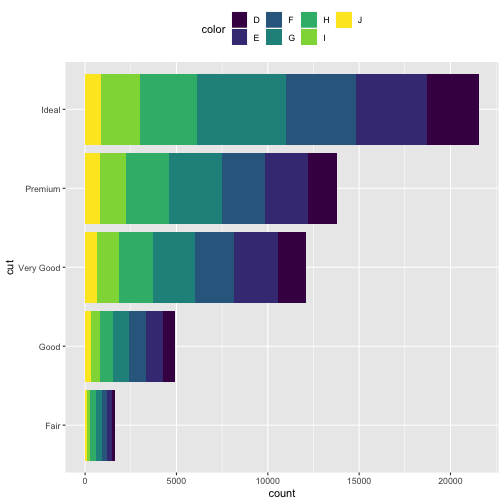 color D F H J
E G I
cut
Ideal
Premium
Very Good
Good
Fair
0 5000 10000 15000 20000
count